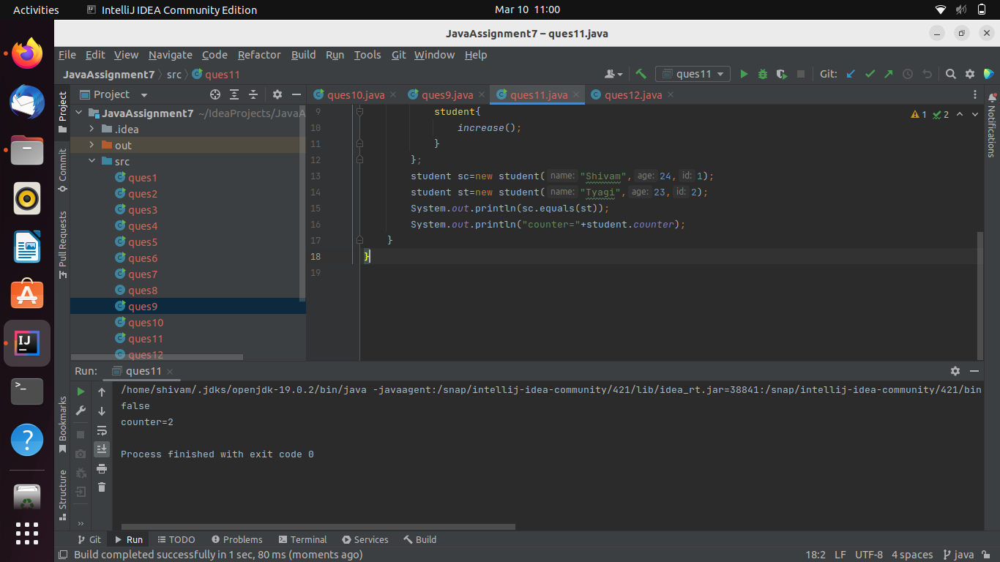 Activities IntelliJ IDEA Community Edition Mar 10 11:00
JavaAssignment7 – ques11.java
File Edit View Navigate Code Refactor Build Run Tools Git Window Help
JavaAssignment7 src ques11 ques11 Git:
Project ques10.java ques9.java ques11.java ques12.java
Project
Commit
Pull Requests
Bookmarks
Structure
Notifications
JavaAssignment7 ~/IdeaProjects/JavaA
.idea
out
src
ques1
ques2
ques3
ques4
ques5
ques6
ques7
ques8
ques9
ques10
ques11
ques12
1 2
9 student{
10 increase();
11 }
12 };
13 student sc=new student( name: "Shivam", age: 24, id: 1);
14 student st=new student( name: "Tyagi", age: 23, id: 2);
15 System.out.println(sc.equals(st));
16 System.out.println("counter="+student.counter);
17 }
18 }
19
Run: ques11
/home/shivam/.jdks/openjdk-19.0.2/bin/java -javaagent:/snap/intellij-idea-community/421/lib/idea_rt.jar=38841:/snap/intellij-idea-community/421/bin
false
counter=2
Process finished with exit code 0
Git Run TODO Problems Terminal Services Build
Build completed successfully in 1 sec, 80 ms (moments ago) 18:2 LF UTF-8 4 spaces java